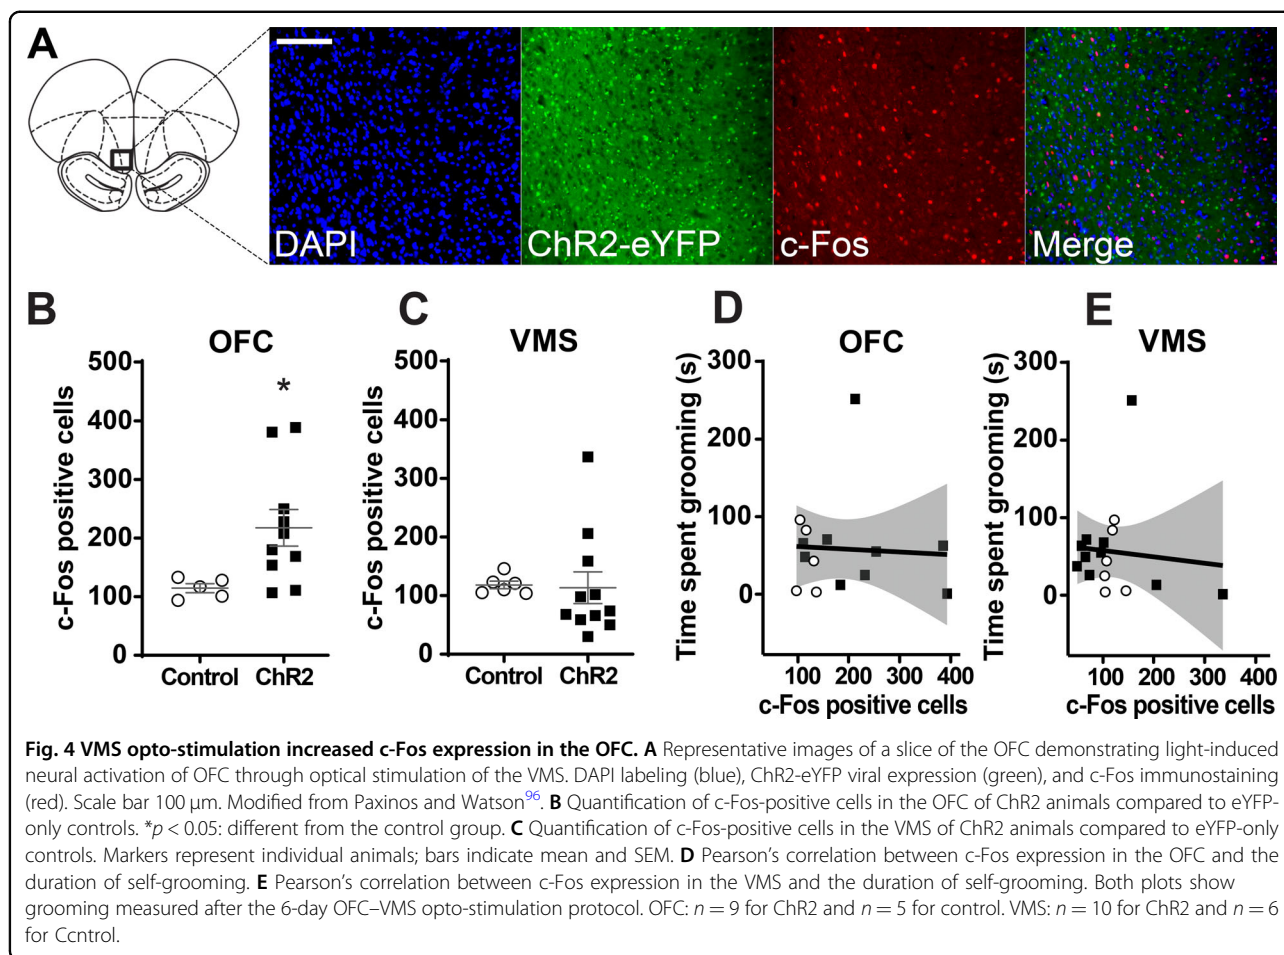 A
DAPI
ChR2-eYFP
c-Fos
Merge
B
OFC
c-Fos positive cells
500
400
300
200
100
0
*
Control
ChR2
C
VMS
c-Fos positive cells
500
400
300
200
100
0
Control
ChR2
D
OFC
Time spent grooming (s)
300
200
100
0
100
200
300
400
c-Fos positive cells
E
VMS
Time spent grooming (s)
300
200
100
0
100
200
300
400
c-Fos positive cells
Fig. 4 VMS opto-stimulation increased c-Fos expression in the OFC. A Representative images of a slice of the OFC demonstrating light-induced
neural activation of OFC through optical stimulation of the VMS. DAPI labeling (blue), ChR2-eYFP viral expression (green), and c-Fos immunostaining
(red). Scale bar 100 μm. Modified from Paxinos and Watson96. B Quantification of c-Fos-positive cells in the OFC of ChR2 animals compared to eYFP-
only controls. *p < 0.05: different from the control group. C Quantification of c-Fos-positive cells in the VMS of ChR2 animals compared to eYFP-only
controls. Markers represent individual animals; bars indicate mean and SEM. D Pearson's correlation between c-Fos expression in the OFC and the
duration of self-grooming. E Pearson's correlation between c-Fos expression in the VMS and the duration of self-grooming. Both plots show
grooming measured after the 6-day OFC–VMS opto-stimulation protocol. OFC: n = 9 for ChR2 and n = 5 for control. VMS: n = 10 for ChR2 and n = 6
for Ccntrol.